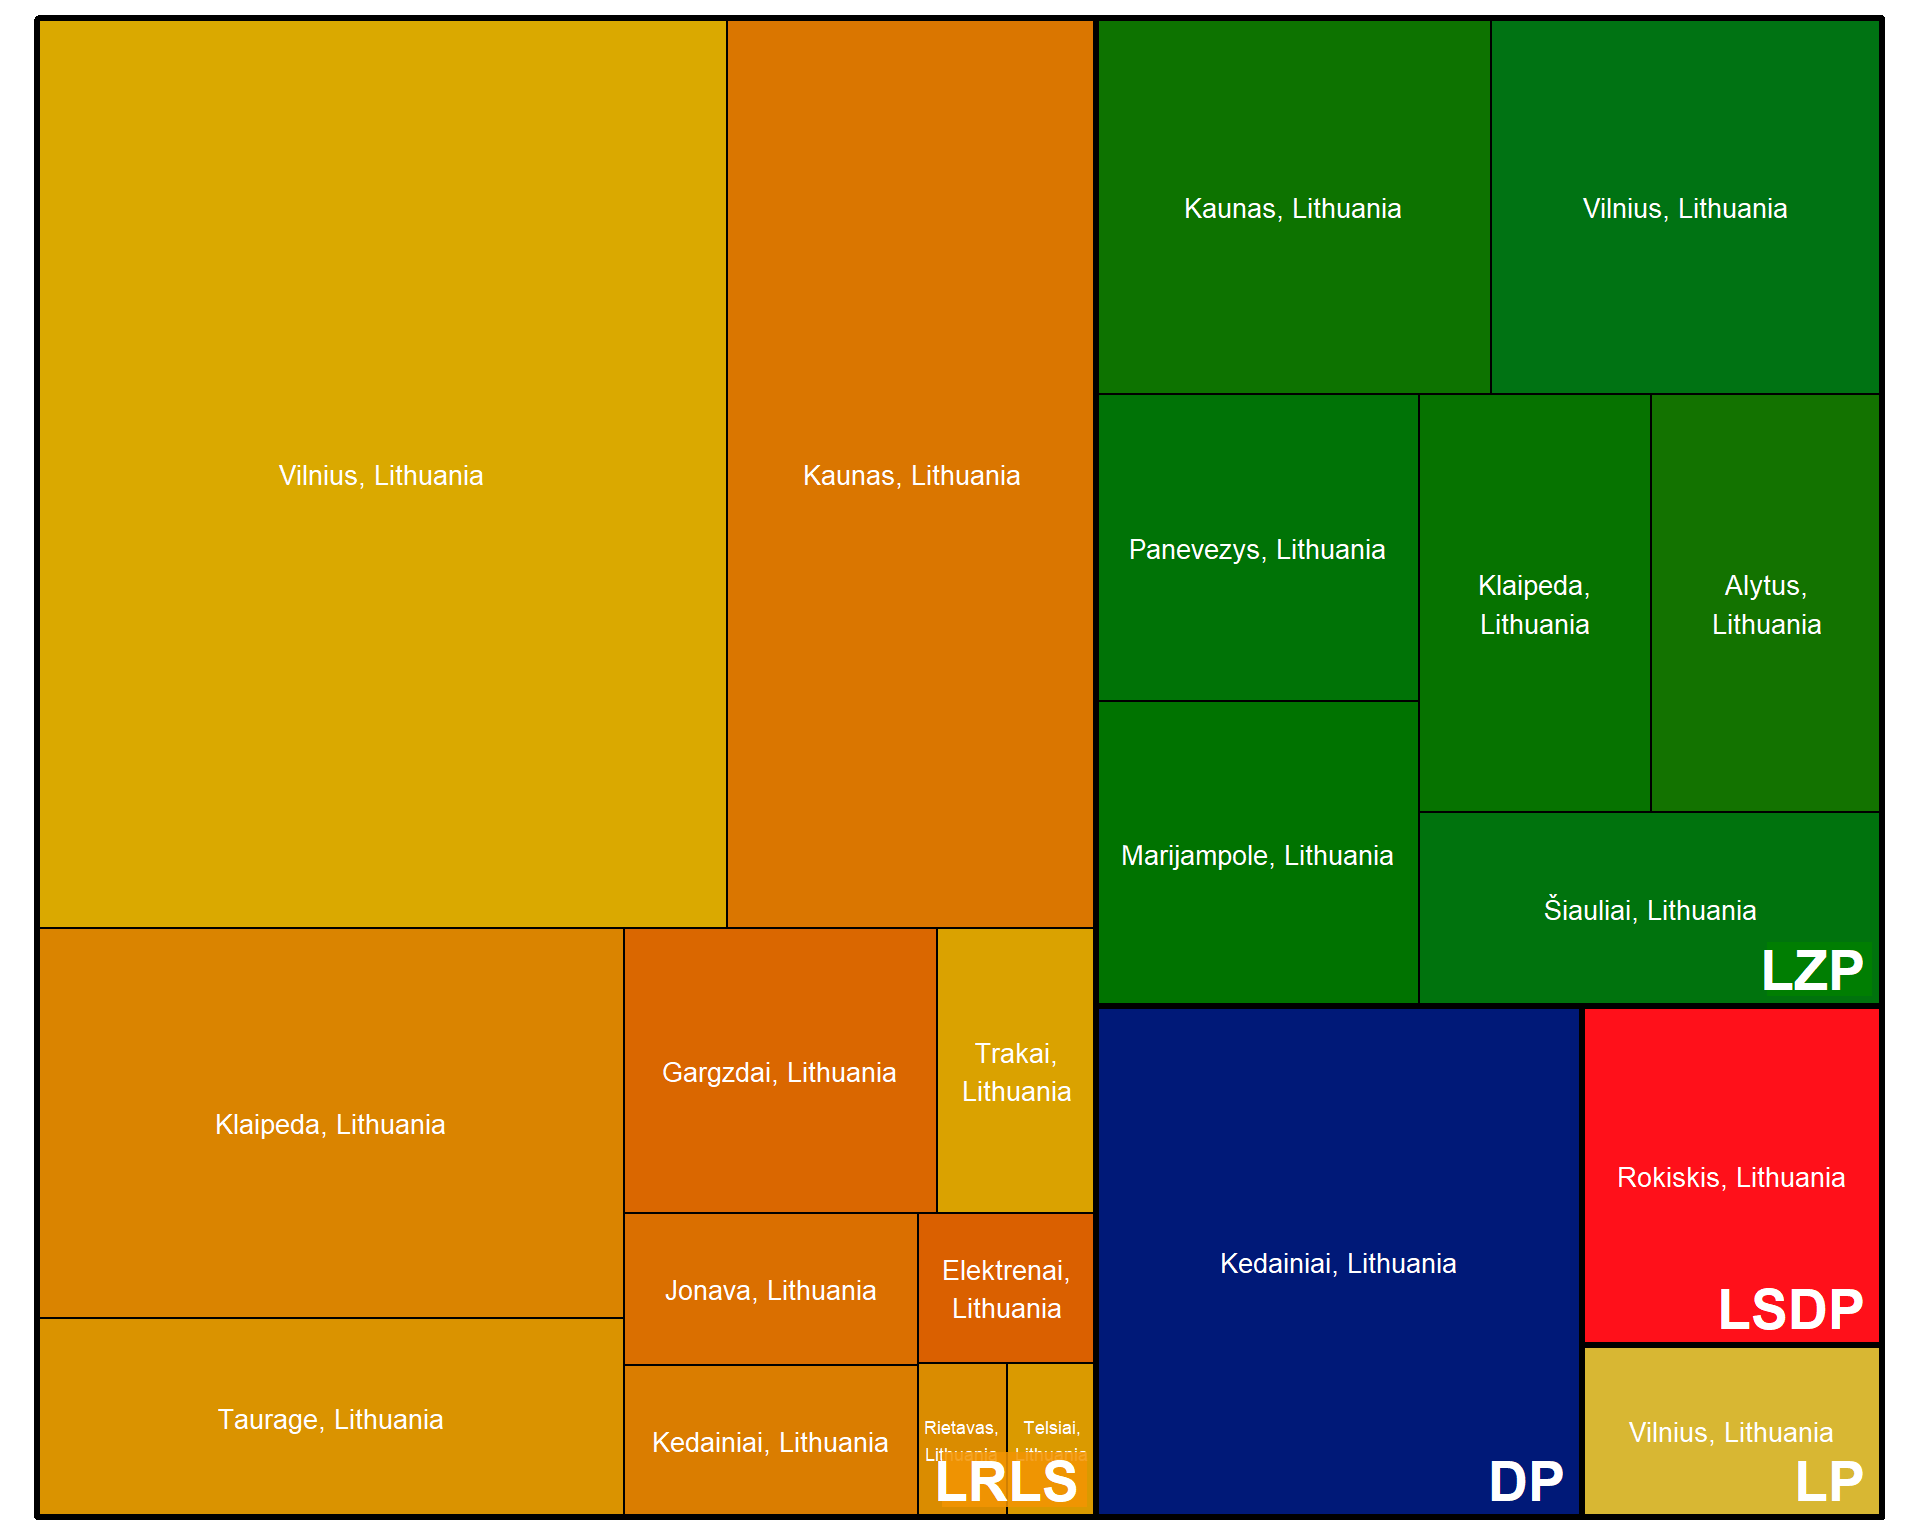 Vilnius, Lithuania
Kaunas, Lithuania
Klaipeda, Lithuania
Taurage, Lithuania
Gargzdai, Lithuania
Trakai,
Lithuania
Jonava, Lithuania
Elektrenai,
Lithuania
Kedainiai, Lithuania
Rietavas,
Lithuania
Telsiai,
Lithuania
LRLS
Kaunas, Lithuania
Vilnius, Lithuania
Panevezys, Lithuania
Klaipeda,
Lithuania
Alytus,
Lithuania
Marijampole, Lithuania
Šiauliai, Lithuania
LZP
Kedainiai, Lithuania
DP
Rokiskis, Lithuania
LSDP
Vilnius, Lithuania
LP